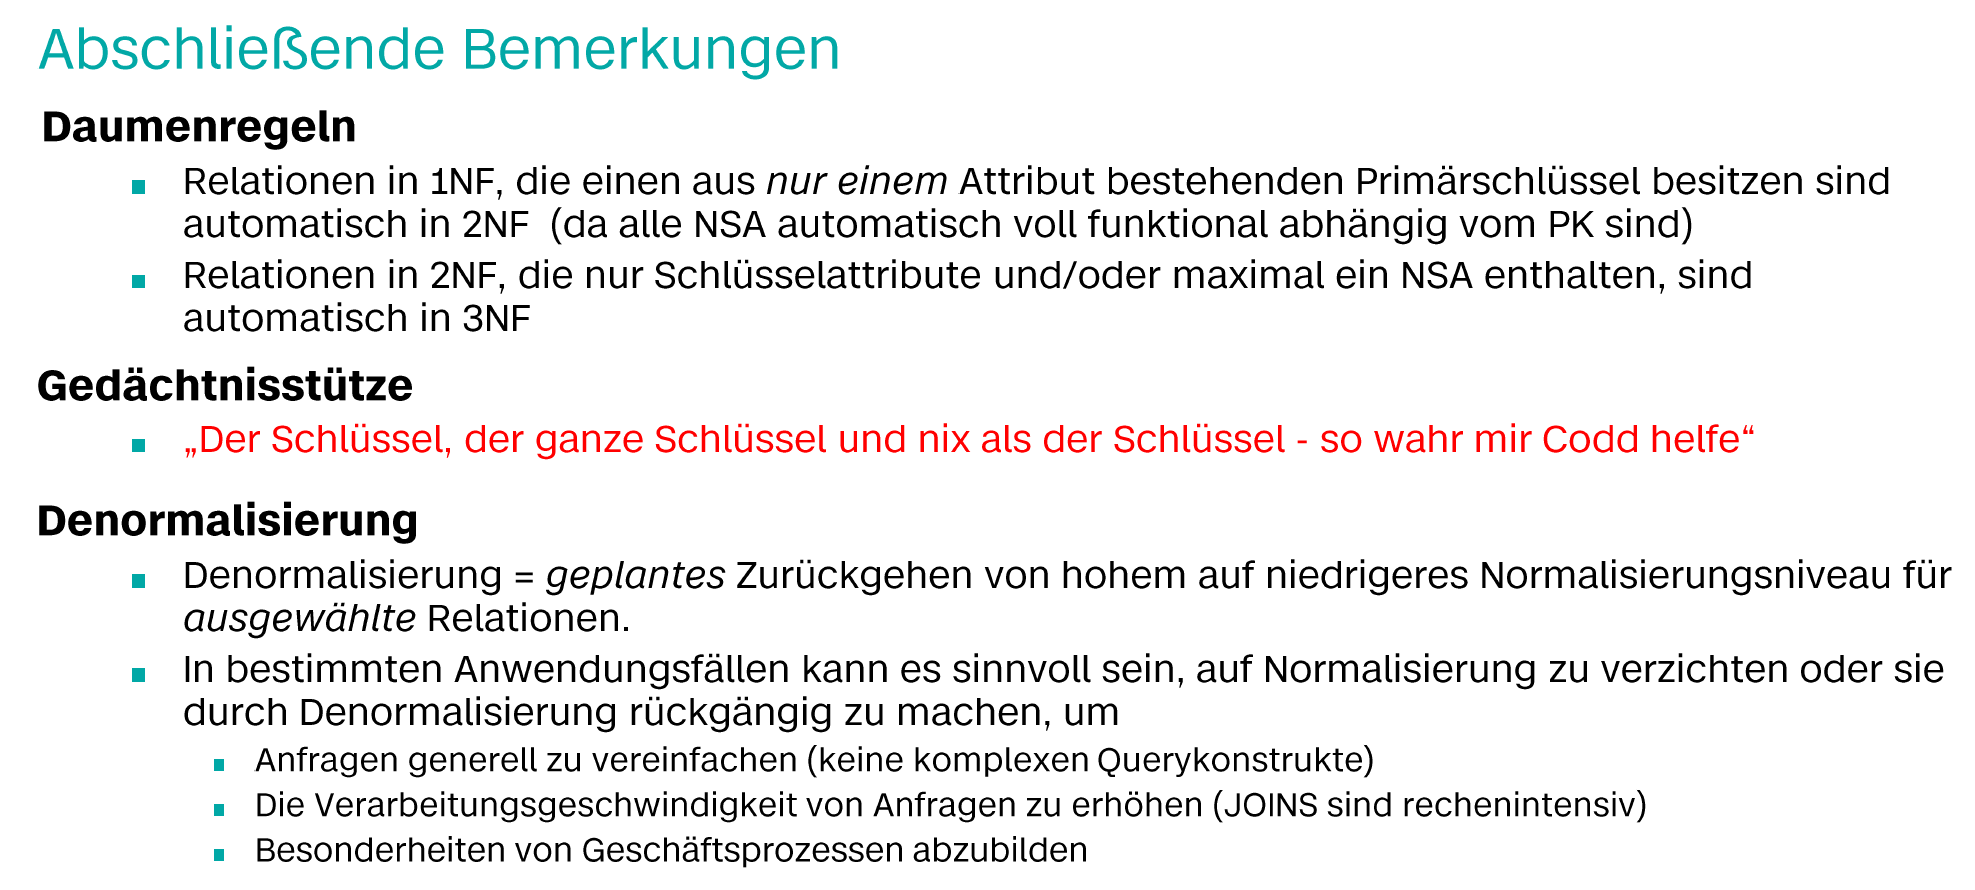 Abschließende Bemerkungen
Daumenregeln
Relationen in 1NF, die einen aus nur einem Attribut bestehenden Primärschlüssel besitzen sind
automatisch in 2NF (da alle NSA automatisch voll funktional abhängig vom PK sind)
Relationen in 2NF, die nur Schlüsselattribute und/oder maximal ein NSA enthalten, sind
automatisch in 3NF
Gedächtnisstütze
„Der Schlüssel, der ganze Schlüssel und nix als der Schlüssel - so wahr mir Codd helfe“
Denormalisierung
Denormalisierung = geplantes Zurückgehen von hohem auf niedrigeres Normalisierungsniveau für
ausgewählte Relationen.
In bestimmten Anwendungsfällen kann es sinnvoll sein, auf Normalisierung zu verzichten oder sie
durch Denormalisierung rückgängig zu machen, um
Anfragen generell zu vereinfachen (keine komplexen Querykonstrukte)
Die Verarbeitungsgeschwindigkeit von Anfragen zu erhöhen (JOINS sind rechenintensiv)
Besonderheiten von Geschäftsprozessen abzubilden